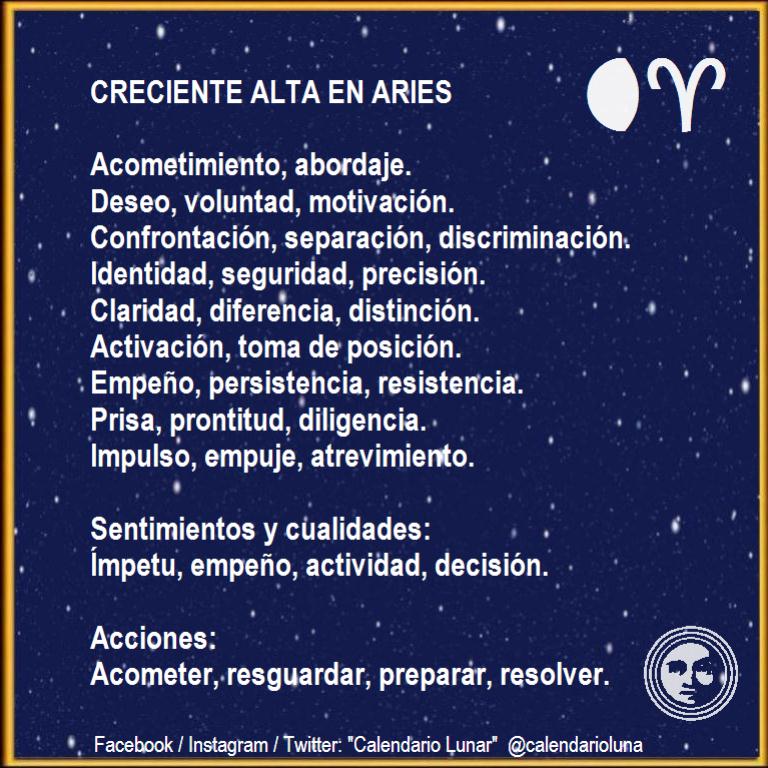 CRECIENTE ALTA EN ARIES
Acometimiento, abordaje.
Deseo, voluntad, motivación.
Confrontación, separación, discriminación.
Identidad, seguridad, precisión.
Claridad, diferencia, distinción.
Activación, toma de posición.
Empeño, persistencia, resistencia.
Prisa, prontitud, diligencia.
Impulso, empuje, atrevimiento.
Sentimientos y cualidades:
Ímpetu, empeño, actividad, decisión.
Acciones:
Acometer, resguardar, preparar, resolver.
Facebook / Instagram / Twitter: "Calendario Lunar" @calendarioluna